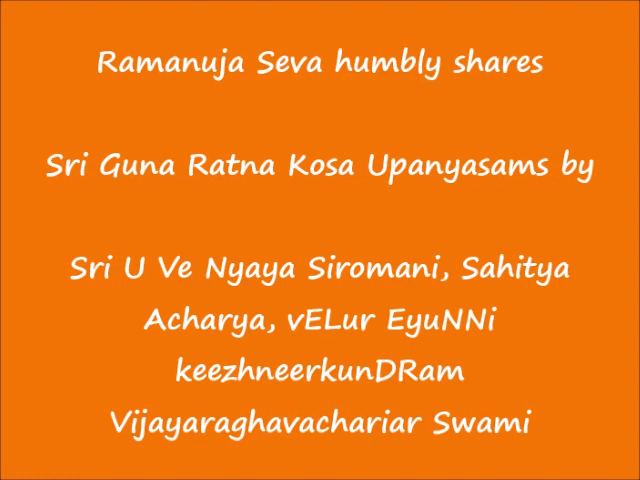 Ramanuja Seva humbly shares
Sri Guna Ratna Kosa Upanyasams by
Sri U Ve Nyaya Siromani, Sahitya
Acharya, vELur EyuNNi
keezhneerkunDRam
Vijayaraghavachariar Swami